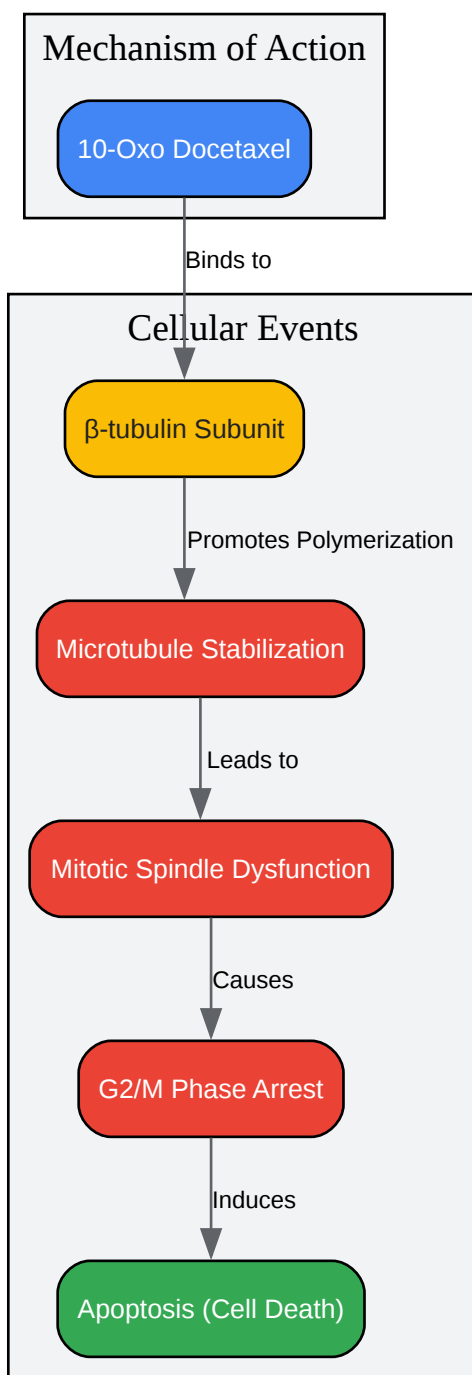 Mechanism of Action
10-Oxo Docetaxel
Binds to
Cellular Events
β-tubulin Subunit
Promotes Polymerization
Microtubule Stabilization
Leads to
Mitotic Spindle Dysfunction
Causes
G2/M Phase Arrest
Induces
Apoptosis (Cell Death)